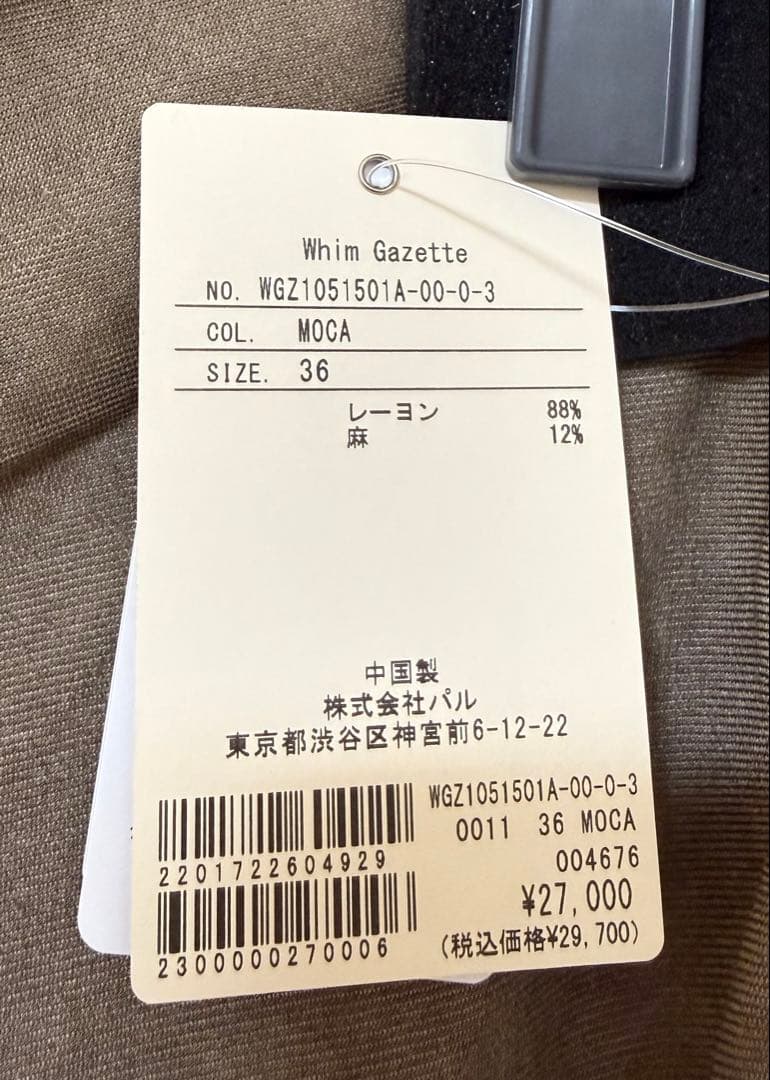 Whim Gazette
NO. WGZ1051501A-00-0-3
COL. MOCA
SIZE. 36
レーヨン 88%
麻 12%
中国製
株式会社パル
東京都渋谷区神宮前6-12-22
WGZ1051501A-00-0-3
0011 36 MOCA
2201722604929
004676
¥27,000
(税込価格¥29,700)
2300000270006